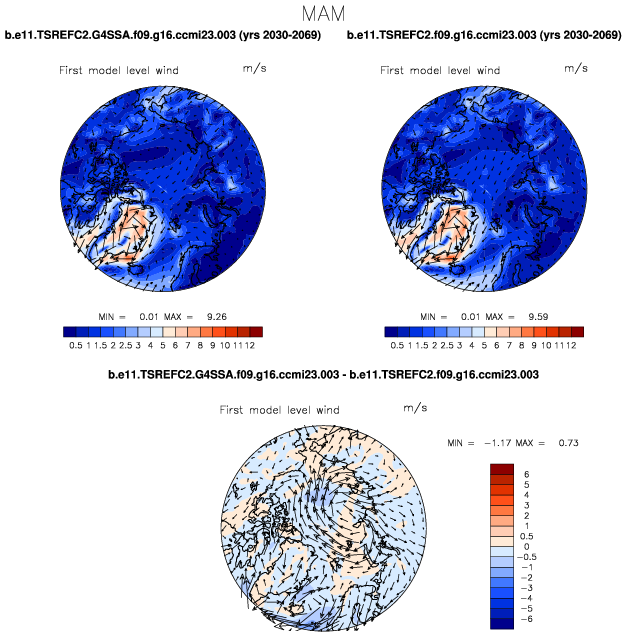 MAM
b.e11.TSREFC2.G4SSA.f09.g16.ccmi23.003 (yrs 2030-2069)
b.e11.TSREFC2.f09.g16.ccmi23.003 (yrs 2030-2069)
First model level wind m/s
First model level wind m/s
MIN = 0.01 MAX = 9.26
MIN = 0.01 MAX = 9.59
0.5 1 1.5 2 2.5 3 4 5 6 7 8 9 10 11 12
0.5 1 1.5 2 2.5 3 4 5 6 7 8 9 10 11 12
b.e11.TSREFC2.G4SSA.f09.g16.ccmi23.003 - b.e11.TSREFC2.f09.g16.ccmi23.003
First model level wind m/s
MIN = -1.17 MAX = 0.73
6
5
4
3
2
1
0.5
0
-0.5
-1
-2
-3
-4
-5
-6